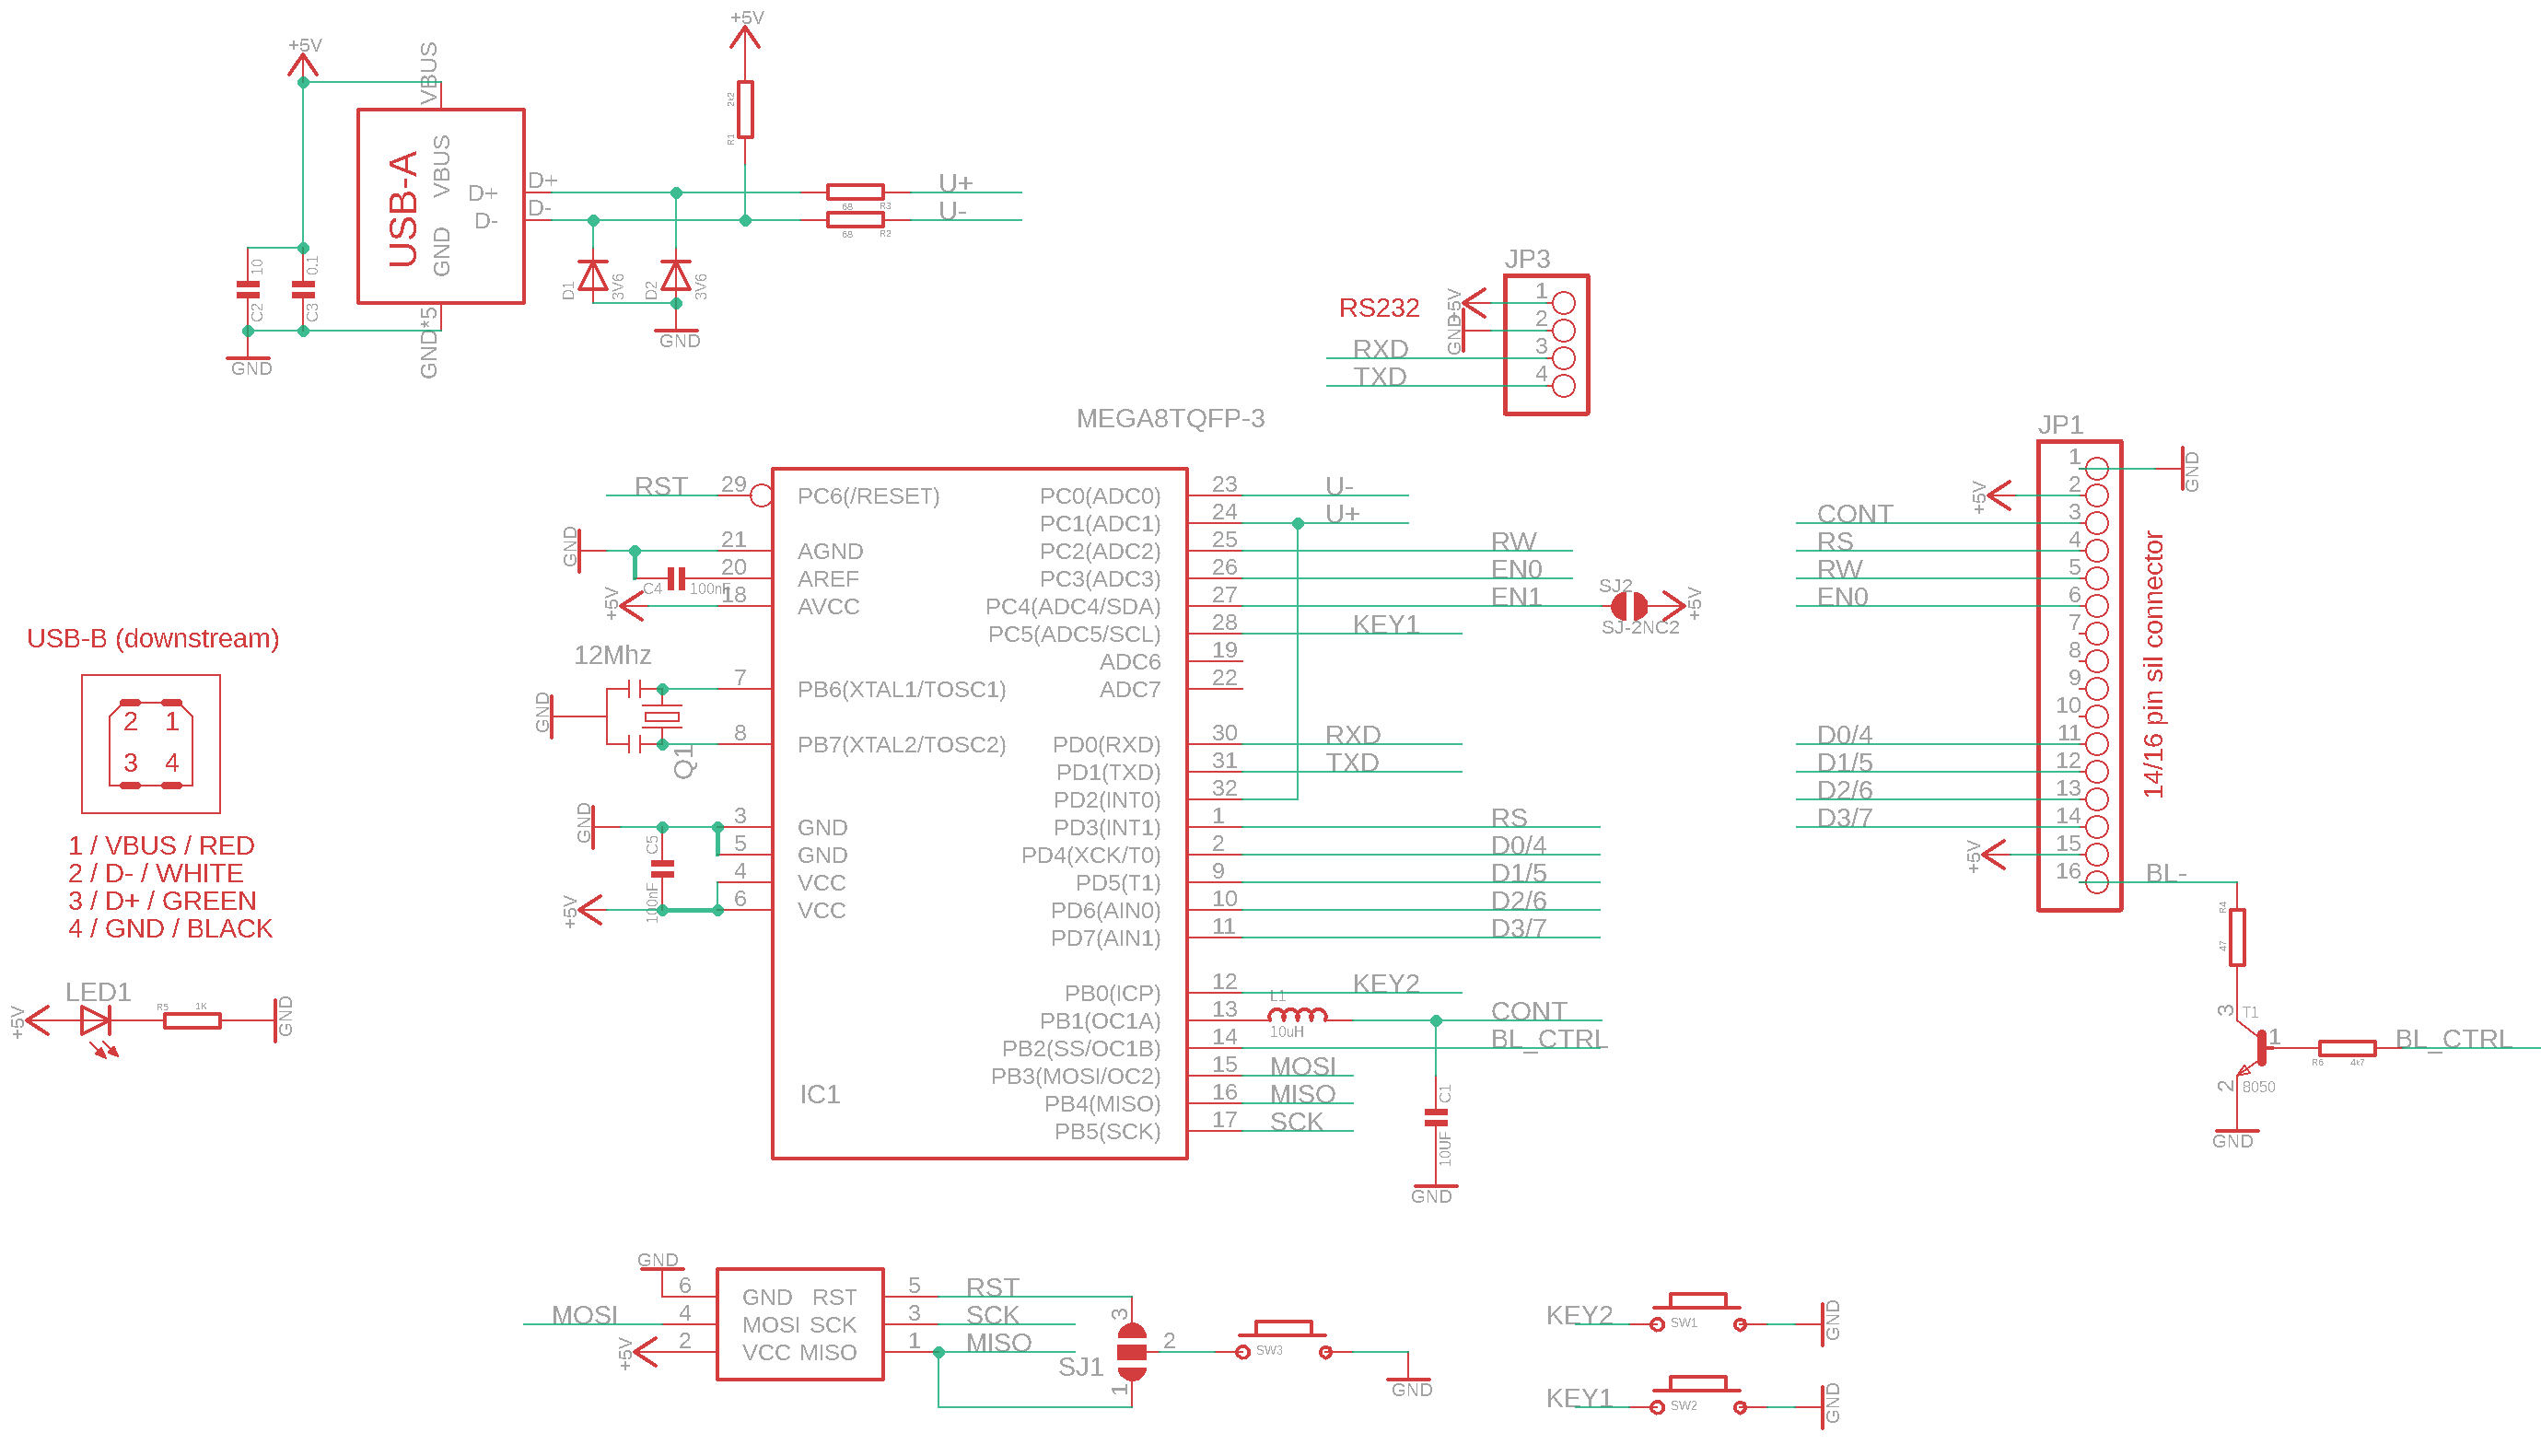 +5V
VBUS
USB-A
VBUS
GND
D+
D-
D+
D-
GND*5
10
C2
0.1
C3
GND
+5V
2k2
R1
68
R3
68
R2
U+
U-
D1
3V6
D2
3V6
GND
JP3
RS232
+5V
GND
RXD
TXD
1
2
3
4
MEGA8TQFP-3
RST
29
PC6(/RESET)
GND
21
AGND
C4
100nF
20
AREF
+5V
18
AVCC
12Mhz
GND
Q1
7
PB6(XTAL1/TOSC1)
8
PB7(XTAL2/TOSC2)
GND
C5
100nF
+5V
3
GND
5
GND
4
VCC
6
VCC
IC1
PC0(ADC0)
23
U-
PC1(ADC1)
24
U+
PC2(ADC2)
25
RW
PC3(ADC3)
26
EN0
PC4(ADC4/SDA)
27
EN1
SJ2
SJ-2NC2
+5V
PC5(ADC5/SCL)
28
KEY1
ADC6
19
ADC7
22
PD0(RXD)
30
RXD
PD1(TXD)
31
TXD
PD2(INT0)
32
PD3(INT1)
1
RS
PD4(XCK/T0)
2
D0/4
PD5(T1)
9
D1/5
PD6(AIN0)
10
D2/6
PD7(AIN1)
11
D3/7
PB0(ICP)
12
KEY2
PB1(OC1A)
13
L1
10uH
CONT
PB2(SS/OC1B)
14
BL_CTRL
PB3(MOSI/OC2)
15
MOSI
PB4(MISO)
16
MISO
PB5(SCK)
17
SCK
C1
10UF
GND
JP1
1
GND
+5V
2
CONT
3
RS
4
RW
5
EN0
6
7
8
9
10
D0/4
11
D1/5
12
D2/6
13
D3/7
14
+5V
15
16
BL-
14/16 pin sil connector
R4
47
3
T1
1
2
8050
R6
4k7
BL_CTRL
GND
USB-B (downstream)
2 1
3 4
1 / VBUS / RED
2 / D- / WHITE
3 / D+ / GREEN
4 / GND / BLACK
LED1
+5V
R5
1K
GND
GND
6
GND RST
5
RST
MOSI
4
MOSI SCK
3
SCK
+5V
2
VCC MISO
1
MISO
SJ1
3
2
1
SW3
GND
KEY2
SW1
GND
KEY1
SW2
GND